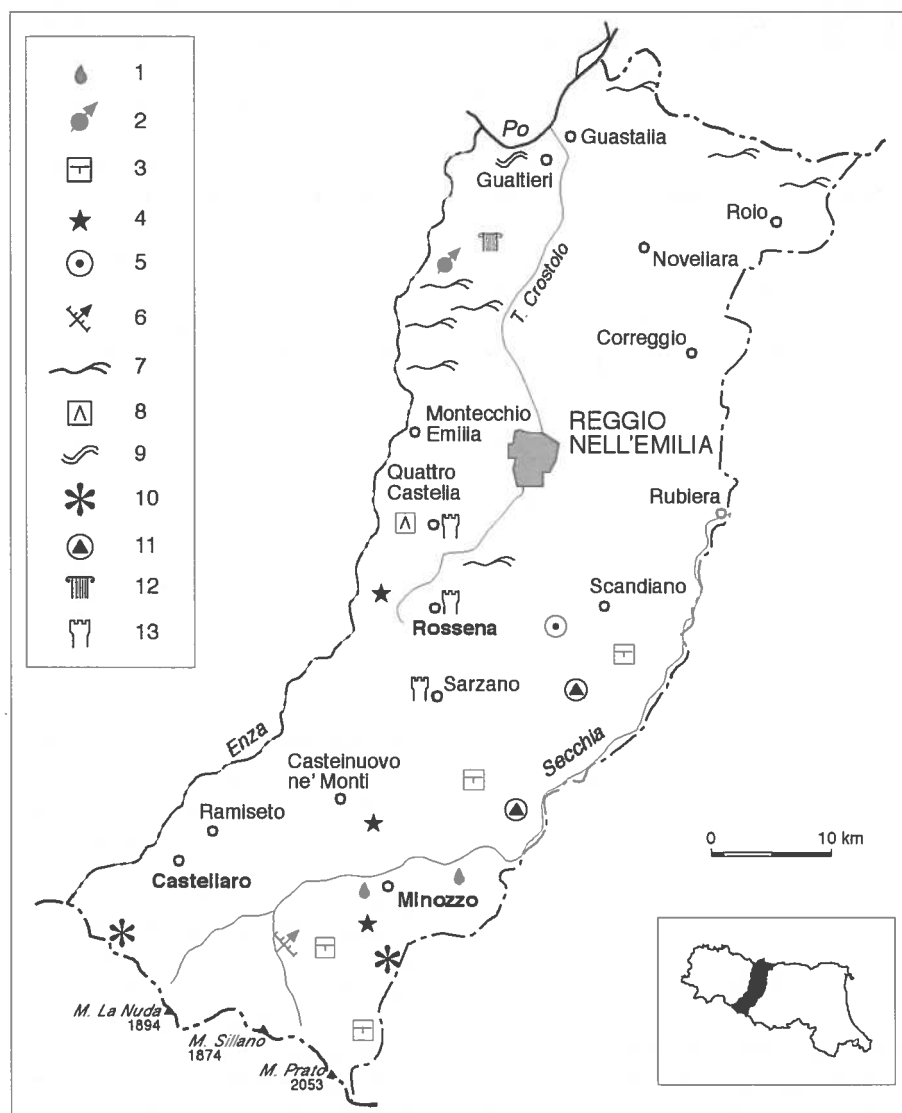 1
2
3
4
5
6
7
8
9
10
11
12
13
Po
Guastalla
Gualtieri
Rolo
Novellara
T. Crostolo
Correggio
Montecchio
Emilia
REGGIO
NELL'EMILIA
Quattro
Castella
Rubiera
Scandiano
Rossena
Sarzano
Enza
Secchia
Castelnuovo
ne' Monti
Ramiseto
0 10 km
Castellaro
Minozzo
M. La Nuda
1894
M. Sillano
1874
M. Prato
2053